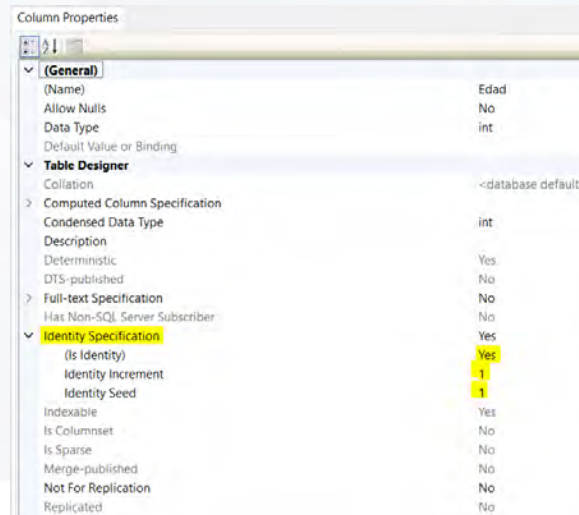 Column Properties
(General)
(Name) Edad
Allow Nulls No
Data Type int
Default Value or Binding
Table Designer
Collation <database default
Computed Column Specification
Condensed Data Type int
Description
Deterministic Yes
DTS-published No
Full-text Specification No
Has Non-SQL Server Subscriber No
Identity Specification Yes
(Is Identity) Yes
Identity Increment 1
Identity Seed 1
Indexable Yes
Is Columnset No
Is Sparse No
Merge-published No
Not For Replication No
Replicated No